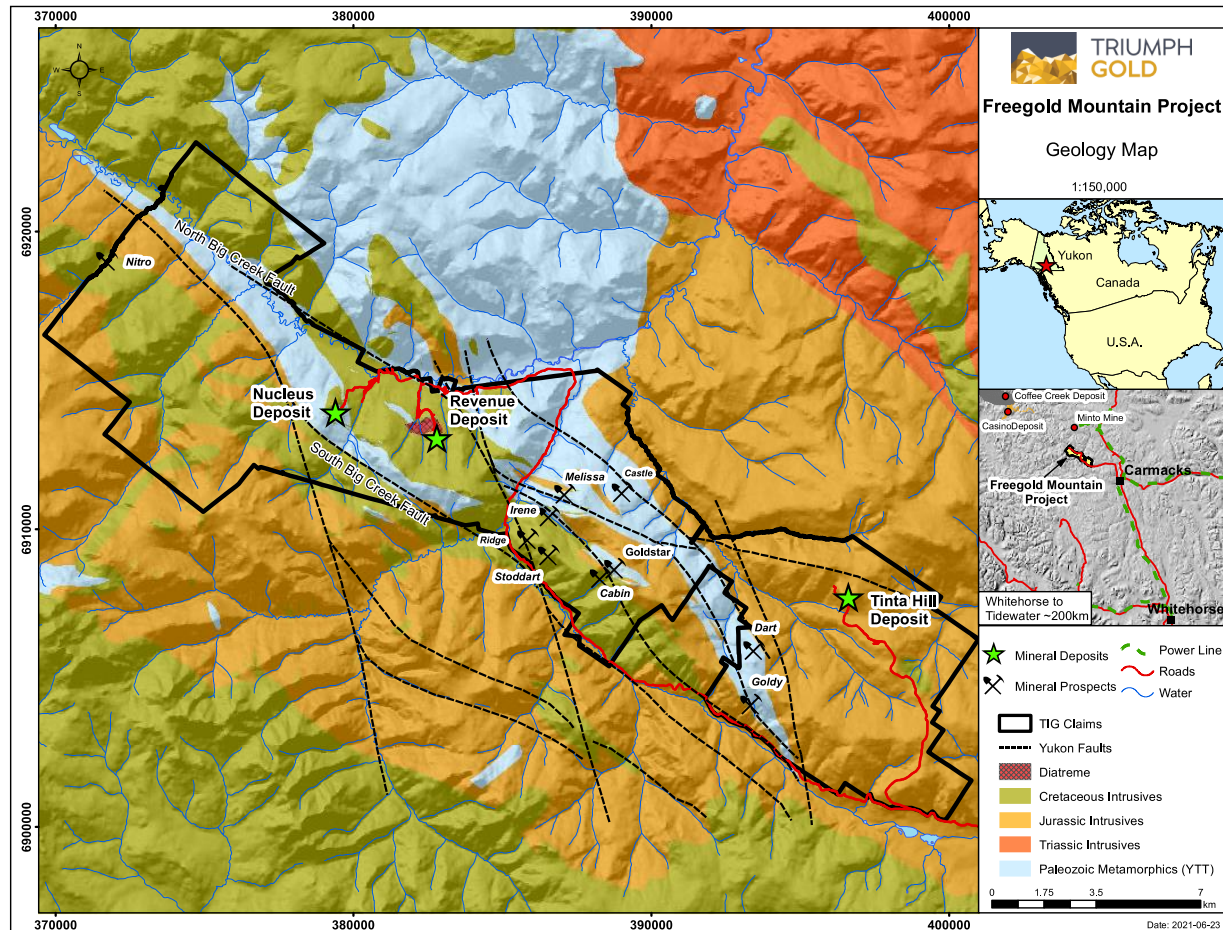 370000 380000 390000 400000
6920000
6910000
6900000
370000 380000 390000 400000
N
W E
S
Nitro
North Big Creek Fault
Nucleus
Deposit
Revenue
Deposit
South Big Creek Fault
Melissa
Castle
Irene
Ridge
Stoddart
Goldstar
Cabin
Tinta Hill
Deposit
Dart
Goldy
TRIUMPH
GOLD
Freegold Mountain Project
Geology Map
1:150,000
Yukon
Canada
U.S.A.
Coffee Creek Deposit
CasinoDeposit
Minto Mine
Carmacks
Freegold Mountain
Project
Whitehorse to
Tidewater ~200km
Whitehorse
Mineral Deposits
Mineral Prospects
Power Line
Roads
Water
TIG Claims
Yukon Faults
Diatreme
Cretaceous Intrusives
Jurassic Intrusives
Triassic Intrusives
Paleozoic Metamorphics (YTT)
0 1.75 3.5 7
km
Date: 2021-06-23